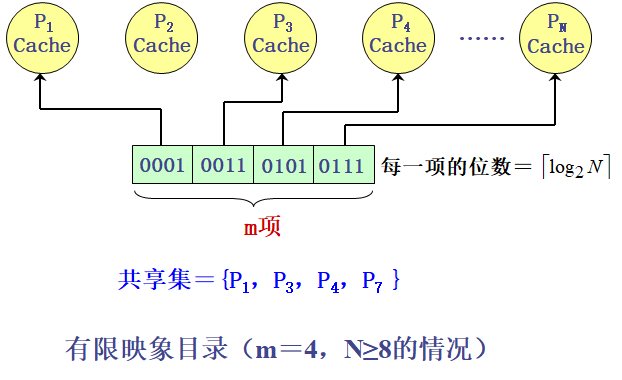 P1 Cache P2 Cache P3 Cache P4 Cache …… PN Cache
0001 0011 0101 0111 每一项的位数＝⌈log2 N⌉
m项
共享集＝{P1，P3，P4，P7 }
有限映象目录（m＝4，N≥8的情况）